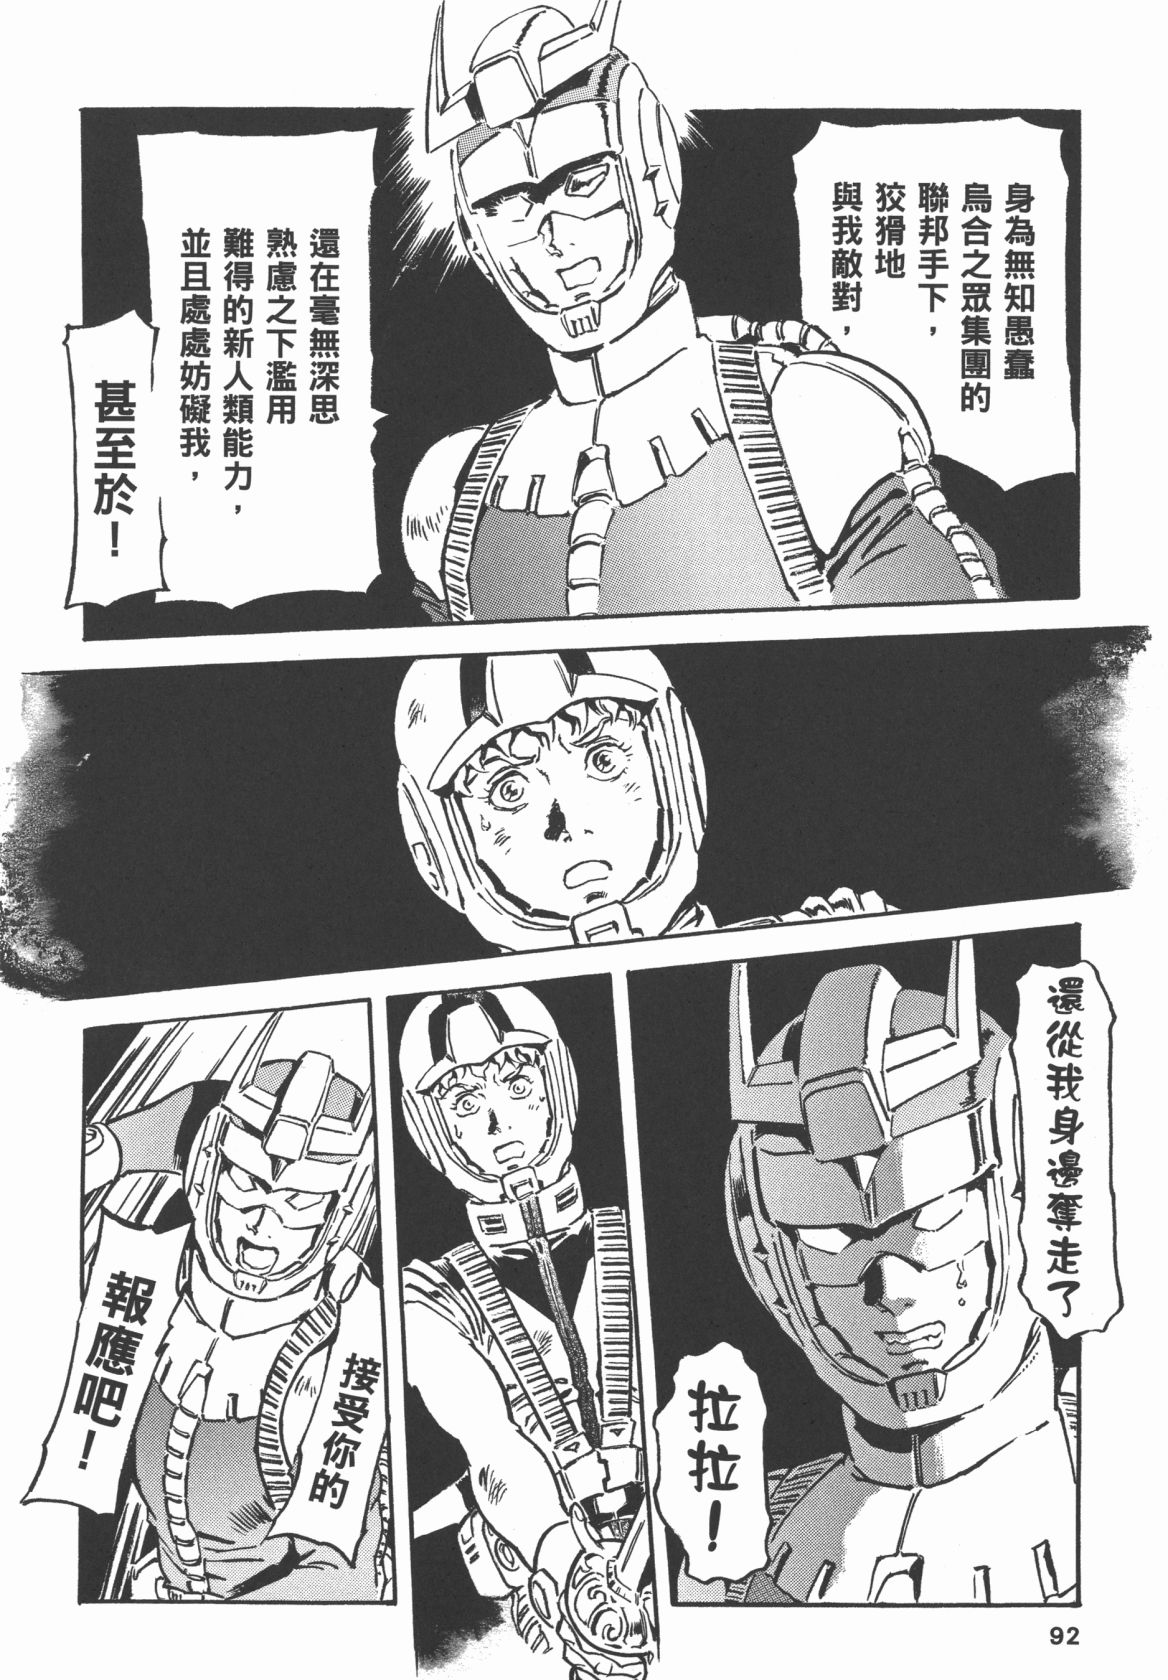 身為無知愚蠢
烏合之眾集團的
聯邦手下，
狡猾地
與我敵對，
還在毫無深思
熟慮之下濫用
難得的新人類能力，
並且處處妨礙我，
甚至於！
還從我身邊奪走了
拉拉！
接受你的
報應吧！
92